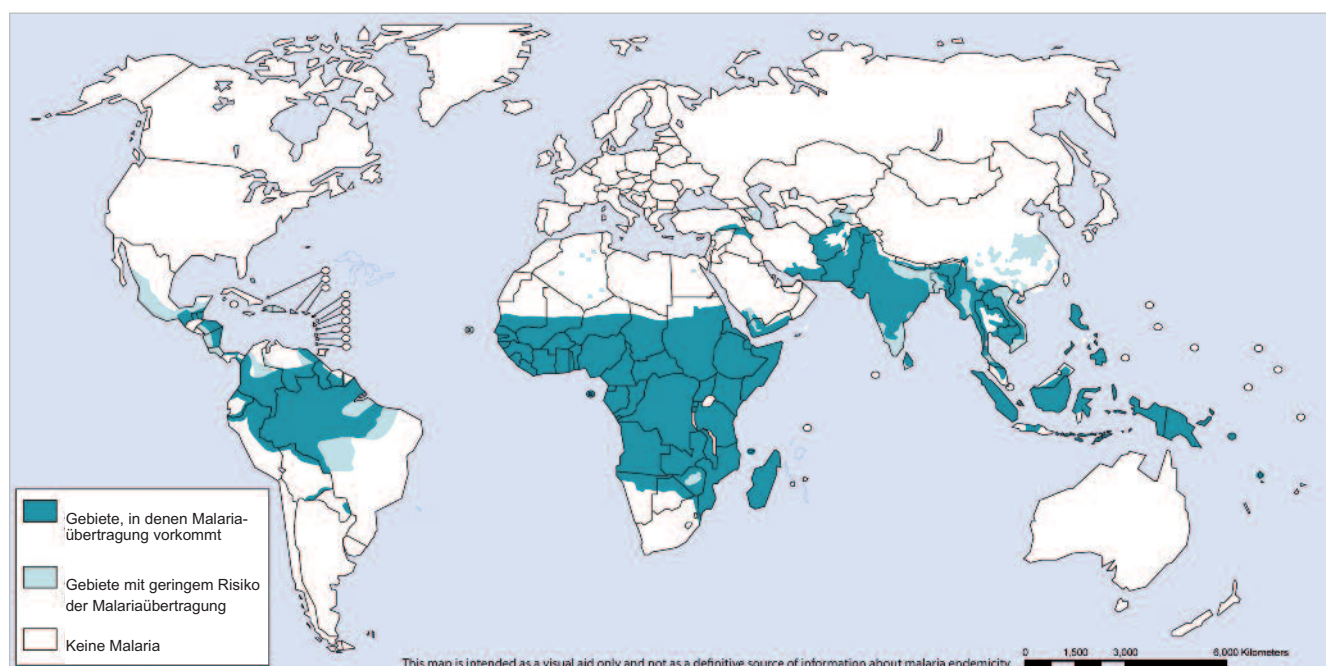 Gebiete, in denen Malaria-
übertragung vorkommt
Gebiete mit geringem Risiko
der Malariaübertragung
Keine Malaria
This map is intended as a visual aid only and not as a definitive source of information about malaria endemicity
0 1,500 3,000 6,000 Kilometers